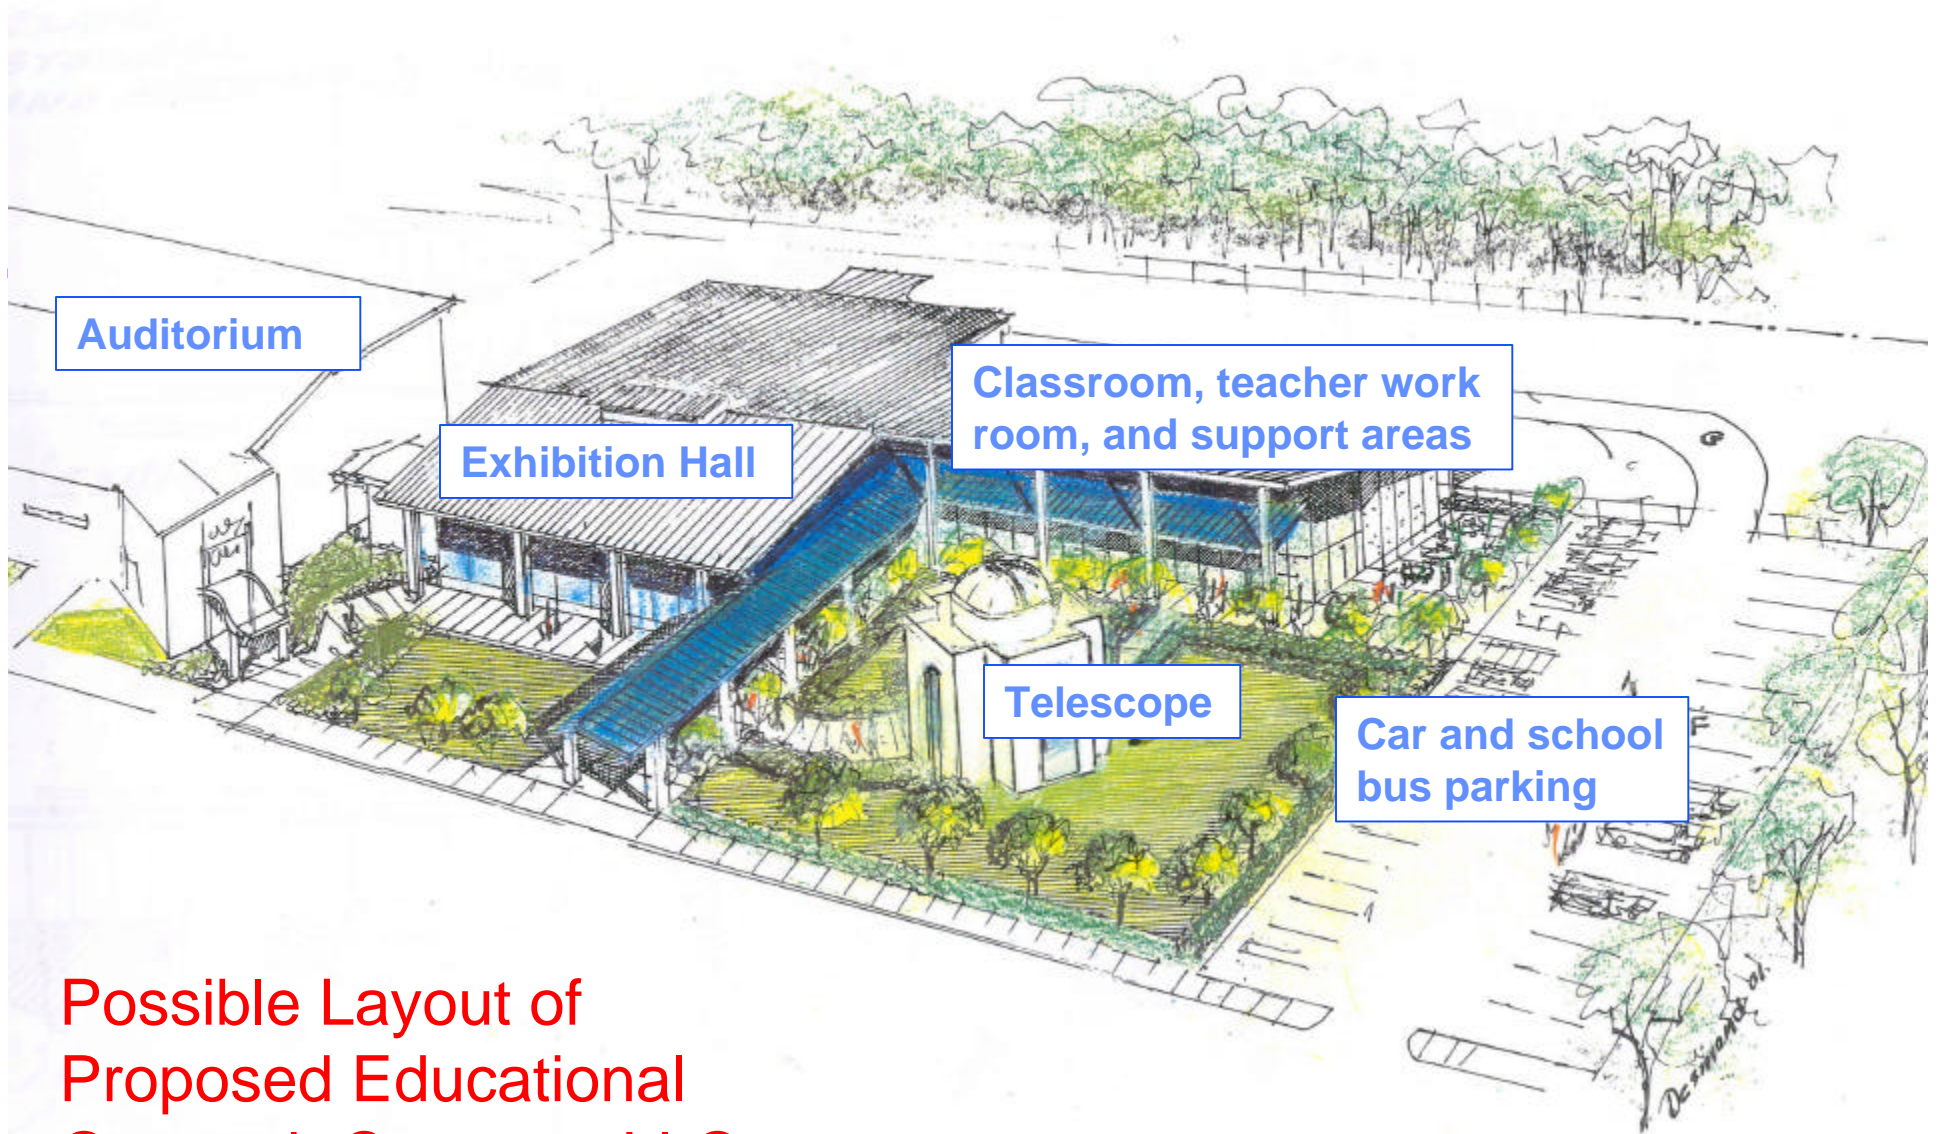 Auditorium
Exhibition Hall
Classroom, teacher work
room, and support areas
Telescope
Car and school
bus parking
Possible Layout of
Proposed Educational